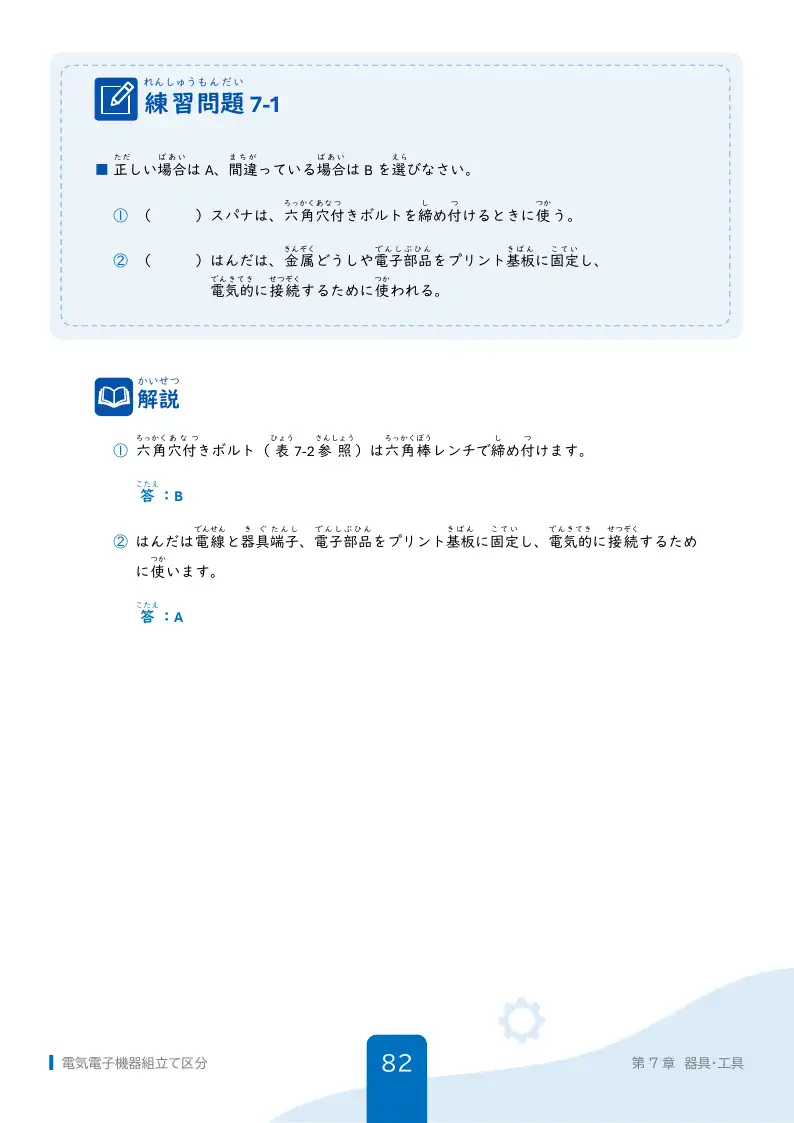 れんしゅうもんだい
練習問題 7-1
ただ ばあい まちが ばあい えら
■ 正しい場合は A、間違っている場合は B を選びなさい。
ろっかくあなつ し つ つか
① （　　　）スパナは、六角穴付きボルトを締め付けるときに使う。
きんぞく でんしぶひん きばん こてい
② （　　　）はんだは、金属どうしや電子部品をプリント基板に固定し、
でんきてき せつぞく つか
電気的に接続するために使われる。
かいせつ
解説
ろっかくあなつ ひょう さんしょう ろっかくぼう し つ
① 六角穴付きボルト（表 7-2 参照）は六角棒レンチで締め付けます。
こたえ
答：B
でんせん きぐたんし でんしぶひん きばん こてい でんきてき せつぞく
② はんだは電線と器具端子、電子部品をプリント基板に固定し、電気的に接続するため
つか
に使います。
こたえ
答：A
電気電子機器組立て区分
82
第 7 章 器具･工具